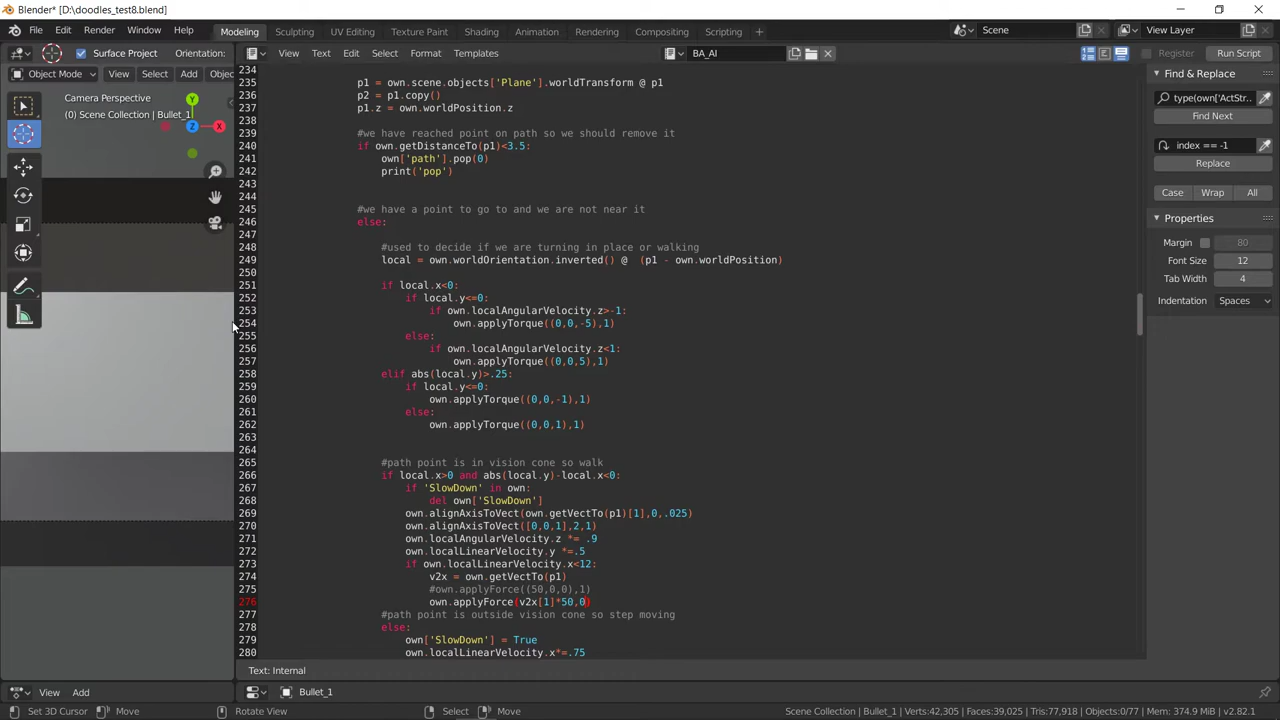 Blender* [D:\doodles_test8.blend]
File Edit Render Window Help Modeling Sculpting UV Editing Texture Paint Shading Animation Rendering Compositing Scripting + Scene View Layer
Surface Project Orientation: View Text Edit Select Format Templates BA_AI Register Run Script
Object Mode View Select Add Objec
Camera Perspective
(0) Scene Collection | Bullet_1
Y
X
Z
234
235 p1 = own.scene.objects['Plane'].worldTransform @ p1
236 p2 = p1.copy()
237 p1.z = own.worldPosition.z
238
239 #we have reached point on path so we should remove it
240 if own.getDistanceTo(p1)<3.5:
241 own['path'].pop(0)
242 print('pop')
243
244
245 #we have a point to go to and we are not near it
246 else:
247
248 #used to decide if we are turning in place or walking
249 local = own.worldOrientation.inverted() @  (p1 - own.worldPosition)
250
251 if local.x<0:
252 if local.y<=0:
253 if own.localAngularVelocity.z>-1:
254 own.applyTorque((0,0,-5),1)
255 else:
256 if own.localAngularVelocity.z<1:
257 own.applyTorque((0,0,5),1)
258 elif abs(local.y)>.25:
259 if local.y<=0:
260 own.applyTorque((0,0,-1),1)
261 else:
262 own.applyTorque((0,0,1),1)
263
264
265 #path point is in vision cone so walk
266 if local.x>0 and abs(local.y)-local.x<0:
267 if 'SlowDown' in own:
268 del own['SlowDown']
269 own.alignAxisToVect(own.getVectTo(p1)[1],0,.025)
270 own.alignAxisToVect([0,0,1],2,1)
271 own.localAngularVelocity.z *= .9
272 own.localLinearVelocity.y *=.5
273 if own.localLinearVelocity.x<12:
274 v2x = own.getVectTo(p1)
275 #own.applyForce((50,0,0),1)
276 own.applyForce(v2x[1]*50,0)
277 #path point is outside vision cone so step moving
278 else:
279 own['SlowDown'] = True
280 own.localLinearVelocity.x*=.75
Find & Replace
type(own['ActStr..
Find Next
index == -1
Replace
Case Wrap All
Properties
Margin 80
Font Size 12
Tab Width 4
Indentation Spaces
Text: Internal
View Add Bullet_1
Set 3D Cursor Move Rotate View Select Move Scene Collection | Bullet_1 | Verts:42,305 | Faces:39,025 | Tris:77,918 | Objects:0/77 | Mem: 374.9 MiB | v2.82.1